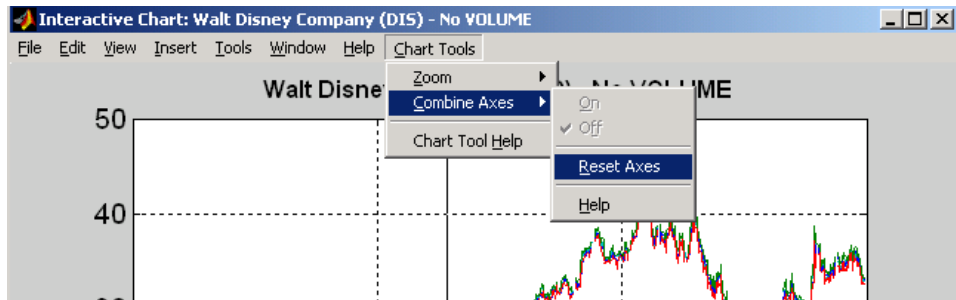 Interactive Chart: Walt Disney Company (DIS) - No VOLUME
File Edit View Insert Tools Window Help Chart Tools
Zoom
Combine Axes
Chart Tool Help
On
Off
Reset Axes
Help
Walt Disne
50
40